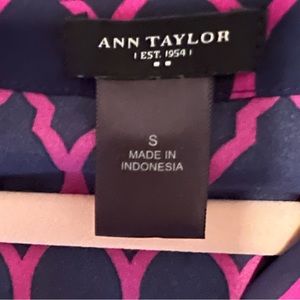 ANN TAYLOR
| EST. 1954 |
S
MADE IN
INDONESIA